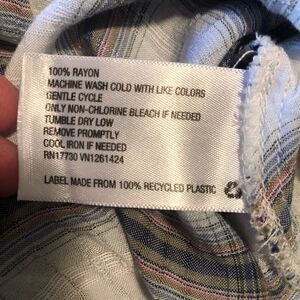 100% RAYON
MACHINE WASH COLD WITH LIKE COLORS
GENTLE CYCLE
ONLY NON-CHLORINE BLEACH IF NEEDED
TUMBLE DRY LOW
REMOVE PROMPTLY
COOL IRON IF NEEDED
RN17730 VN1261424
LABEL MADE FROM 100% RECYCLED PLASTIC